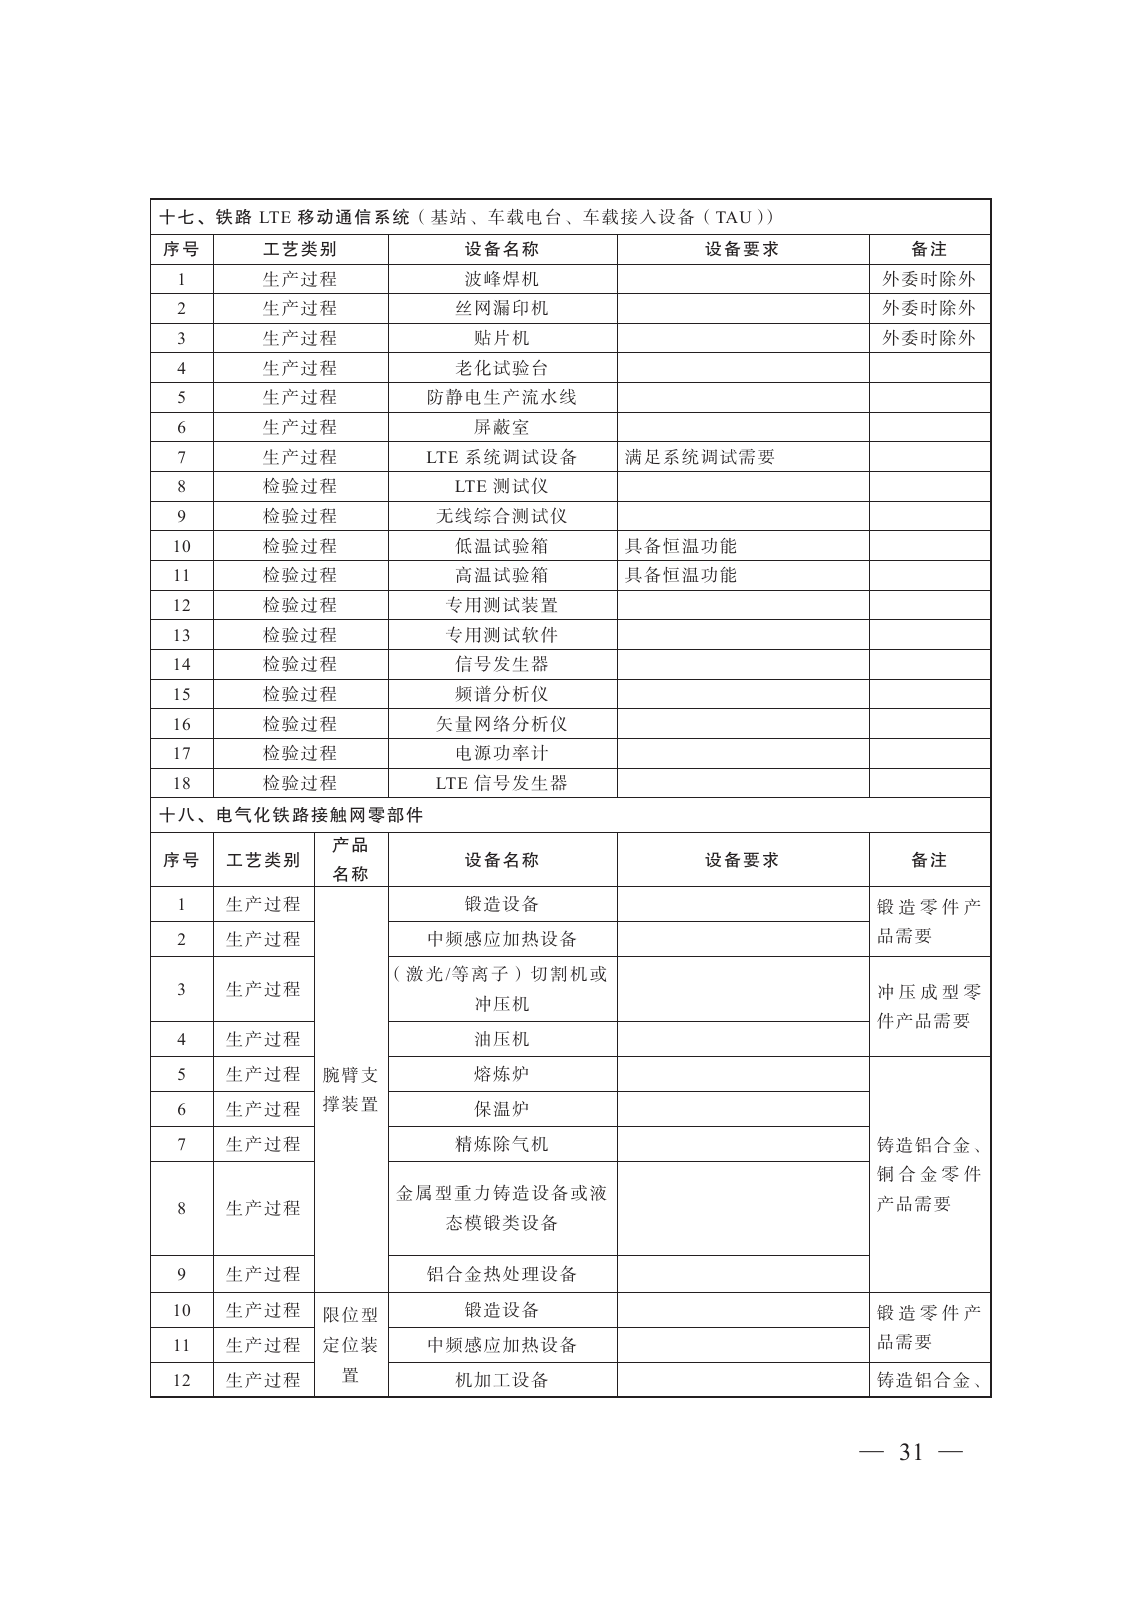 十七、铁路 LTE 移动通信系统（基站、车载电台、车载接入设备（TAU））
序号 工艺类别 设备名称 设备要求 备注
1 生产过程 波峰焊机 外委时除外
2 生产过程 丝网漏印机 外委时除外
3 生产过程 贴片机 外委时除外
4 生产过程 老化试验台
5 生产过程 防静电生产流水线
6 生产过程 屏蔽室
7 生产过程 LTE 系统调试设备 满足系统调试需要
8 检验过程 LTE 测试仪
9 检验过程 无线综合测试仪
10 检验过程 低温试验箱 具备恒温功能
11 检验过程 高温试验箱 具备恒温功能
12 检验过程 专用测试装置
13 检验过程 专用测试软件
14 检验过程 信号发生器
15 检验过程 频谱分析仪
16 检验过程 矢量网络分析仪
17 检验过程 电源功率计
18 检验过程 LTE 信号发生器
十八、电气化铁路接触网零部件
序号 工艺类别 产品
名称 设备名称 设备要求 备注
1 生产过程 锻造设备 锻造零件产
2 生产过程 中频感应加热设备 品需要
3 生产过程 （激光/等离子）切割机或
冲压机 冲压成型零
件产品需要
4 生产过程 油压机
5 生产过程 腕臂支 熔炼炉
撑装置
6 生产过程 保温炉
7 生产过程 精炼除气机 铸造铝合金、
铜合金零件
产品需要
8 生产过程 金属型重力铸造设备或液
态模锻类设备
9 生产过程 铝合金热处理设备
10 生产过程 限位型 锻造设备 锻造零件产
11 生产过程 定位装 中频感应加热设备 品需要
12 生产过程 置 机加工设备 铸造铝合金、
— 31 —